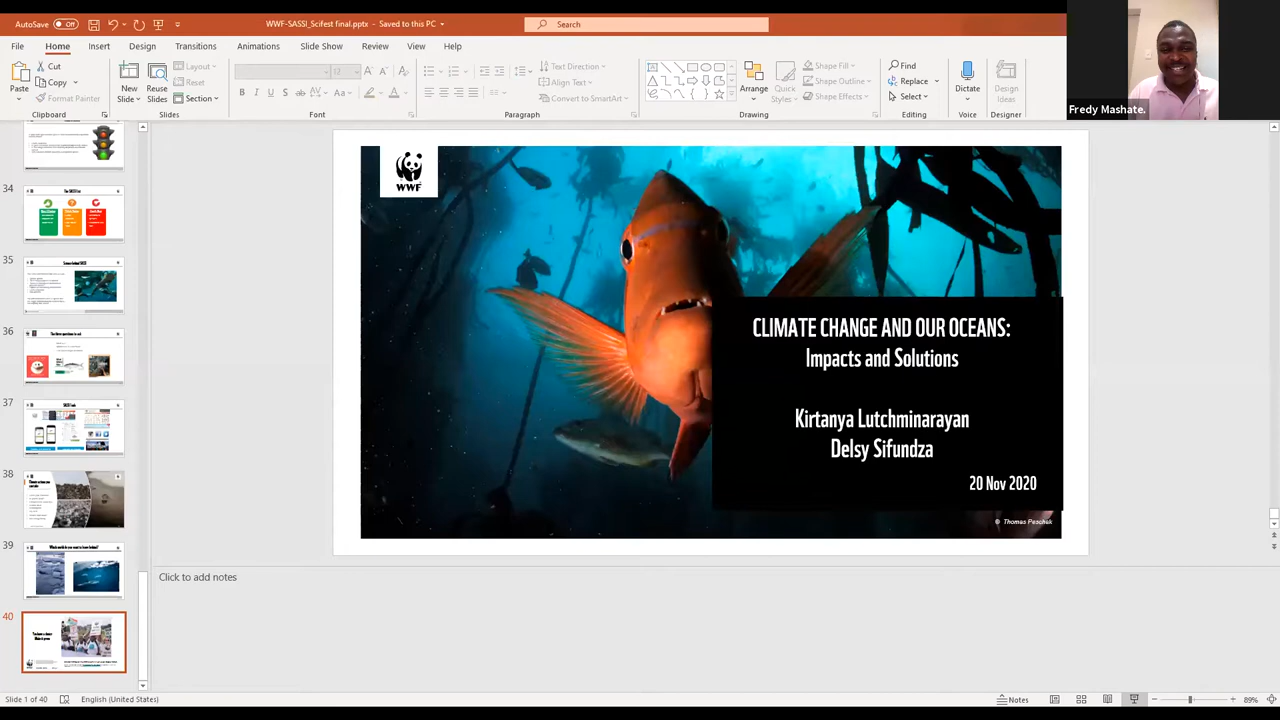 AutoSave Off
WWF-SASSI_Scifest final.pptx - Saved to this PC
Search
File Home Insert Design Transitions Animations Slide Show Review View Help
Paste
Cut
Copy
Format Painter
Clipboard
New Slide
Reuse Slides
Layout
Reset
Section
Slides
12
B I U S
Aa
Font
Text Direction
Align Text
Convert to SmartArt
Paragraph
Arrange
Quick Styles
Shape Fill
Shape Outline
Shape Effects
Drawing
Find
Replace
Select
Editing
Dictate
Voice
Design Ideas
Designer
Fredy Mashate.
34
35
36
37
38
39
40
WWF
CLIMATE CHANGE AND OUR OCEANS:
Impacts and Solutions
Kirtanya Lutchminarayan
Delsy Sifundza
20 Nov 2020
© Thomas Peschak
Click to add notes
Slide 1 of 40
English (United States)
Notes
89%